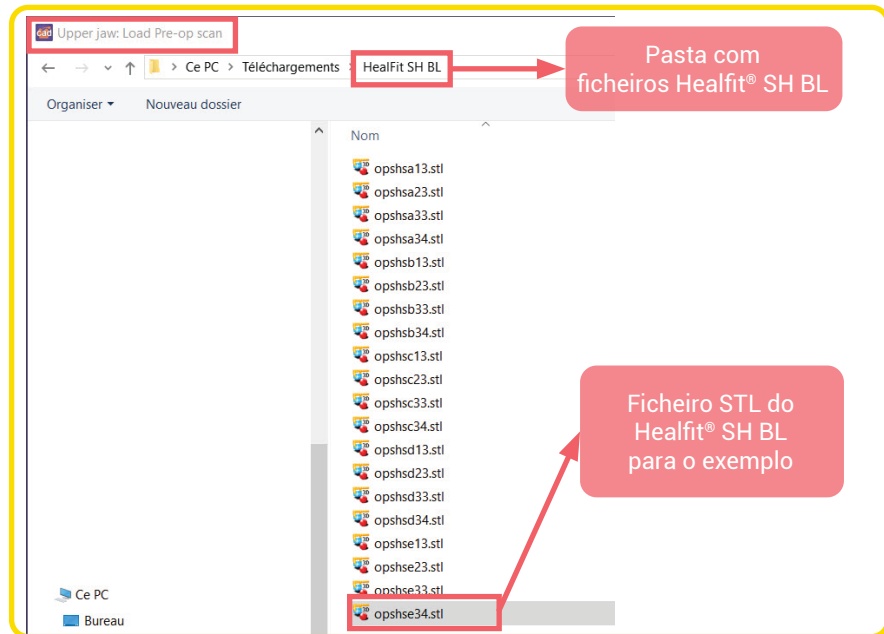 cad Upper jaw: Load Pre-op scan
Ce PC > Téléchargements > HealFit SH BL
Pasta com
ficheiros Healfit® SH BL
Organiser Nouveau dossier
Nom
opshsa13.stl
opshsa23.stl
opshsa33.stl
opshsa34.stl
opshsb13.stl
opshsb23.stl
opshsb33.stl
opshsb34.stl
opshsc13.stl
opshsc23.stl
opshsc33.stl
opshsc34.stl
opshsd13.stl
opshsd23.stl
opshsd33.stl
opshsd34.stl
opshse13.stl
opshse23.stl
opshse33.stl
opshse34.stl
Ficheiro STL do
Healfit® SH BL
para o exemplo
Ce PC
Bureau